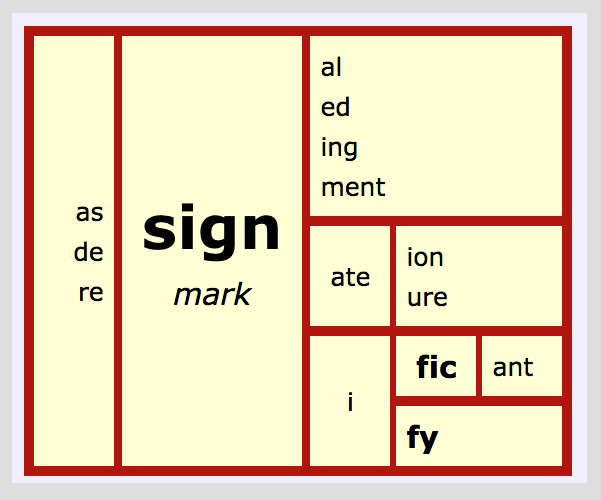 as
de
re
sign
mark
al
ed
ing
ment
ate
ion
ure
i
fic
ant
fy